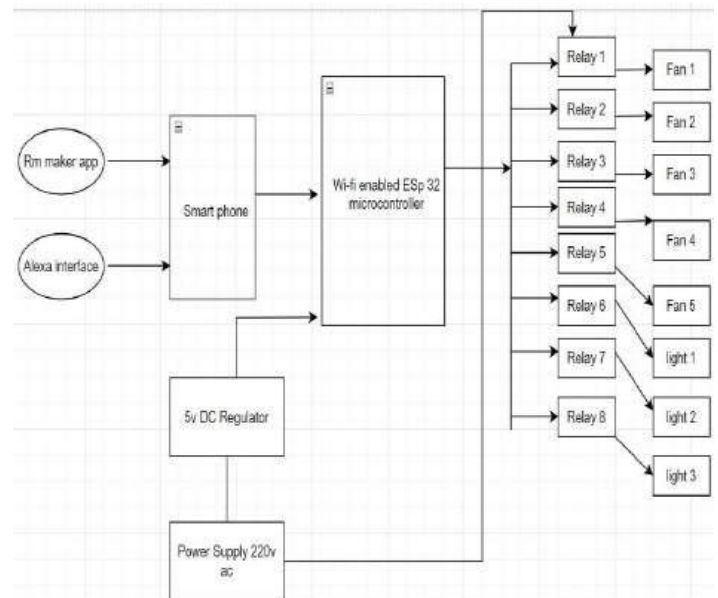 Rm maker app
Alexa interface
Smart phone
Wi-fi enabled ESp 32
microcontroller
5v DC Regulator
Power Supply 220v
ac
Relay 1
Relay 2
Relay 3
Relay 4
Relay 5
Relay 6
Relay 7
Relay 8
Fan 1
Fan 2
Fan 3
Fan 4
Fan 5
light 1
light 2
light 3